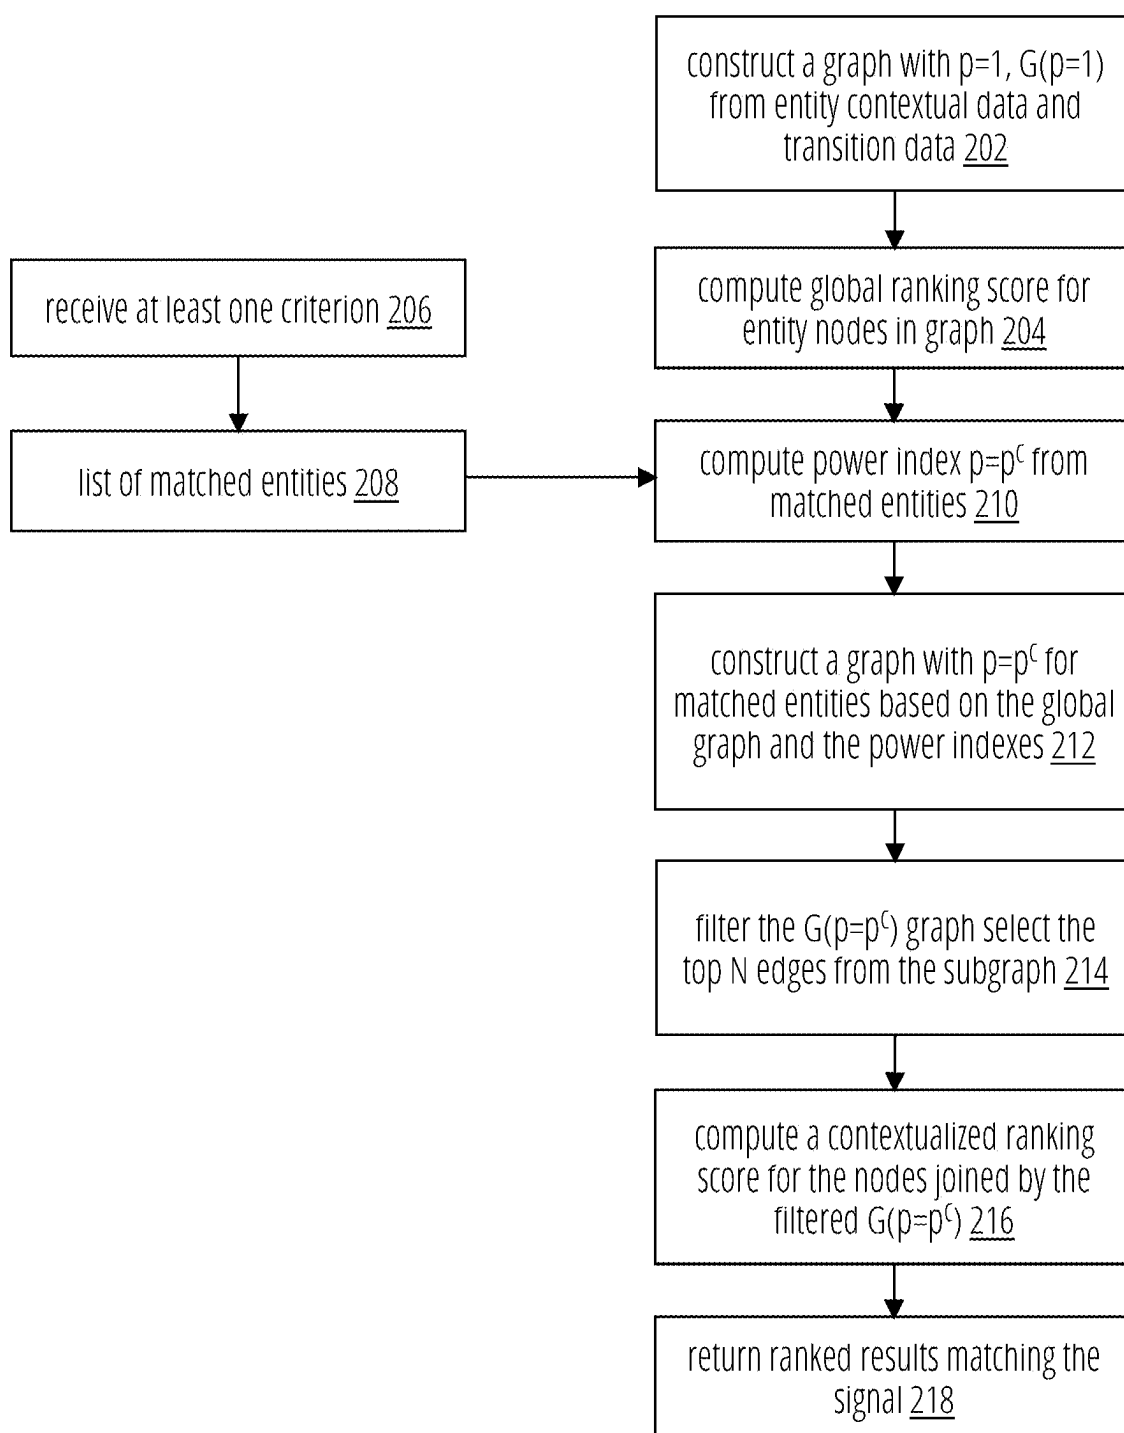 construct a graph with p=1, G(p=1)
from entity contextual data and
transition data 202
compute global ranking score for
entity nodes in graph 204
receive at least one criterion 206
list of matched entities 208
compute power index p=pᶜ from
matched entities 210
construct a graph with p=pᶜ for
matched entities based on the global
graph and the power indexes 212
filter the G(p=pᶜ) graph select the
top N edges from the subgraph 214
compute a contextualized ranking
score for the nodes joined by the
filtered G(p=pᶜ) 216
return ranked results matching the
signal 218